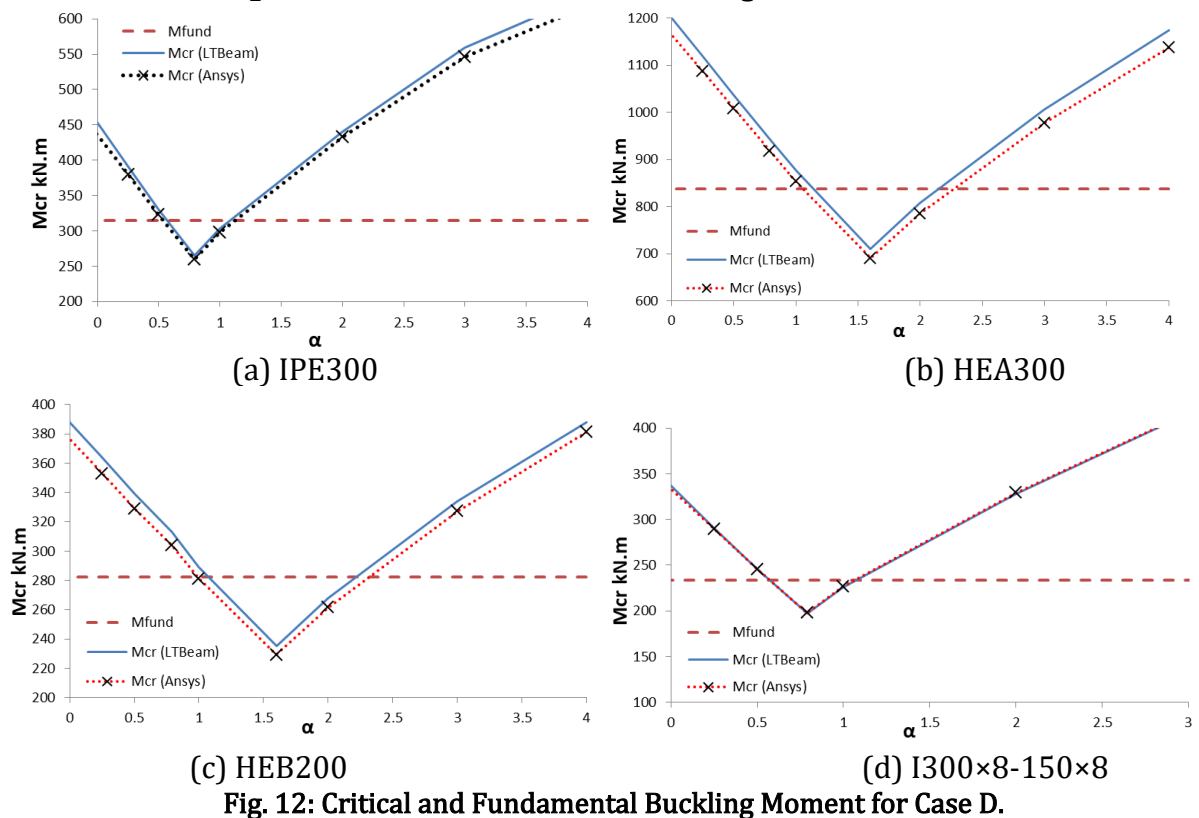 Mcr kN.m
600
550
500
450
400
350
300
250
200
Mfund
Mcr (LTBeam)
Mcr (Ansys)
0 0.5 1 1.5 2 2.5 3 3.5 4
α
(a) IPE300
Mcr kN.m
1200
1100
1000
900
800
700
600
Mfund
Mcr (LTBeam)
Mcr (Ansys)
0 0.5 1 1.5 2 2.5 3 3.5 4
α
(b) HEA300
Mcr kN.m
400
380
360
340
320
300
280
260
240
220
200
Mfund
Mcr (LTBeam)
Mcr (Ansys)
0 0.5 1 1.5 2 2.5 3 3.5 4
α
(c) HEB200
Mcr kN.m
400
350
300
250
200
150
100
Mfund
Mcr (LTBeam)
Mcr (Ansys)
0 0.5 1 1.5 2 2.5 3
α
(d) I300×8-150×8
Fig. 12: Critical and Fundamental Buckling Moment for Case D.